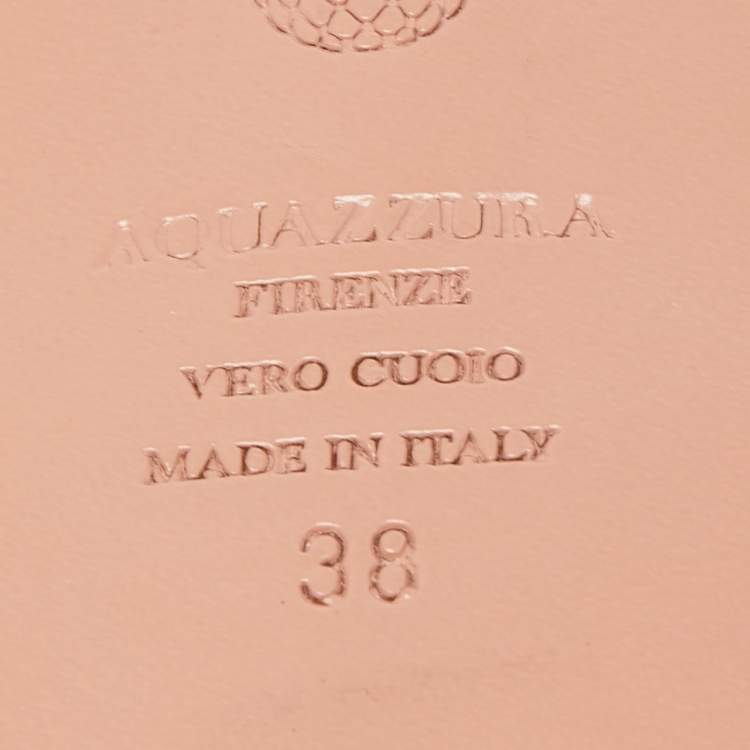 AQUAZZURA
FIRENZE
VERO CUOIO
MADE IN ITALY
38